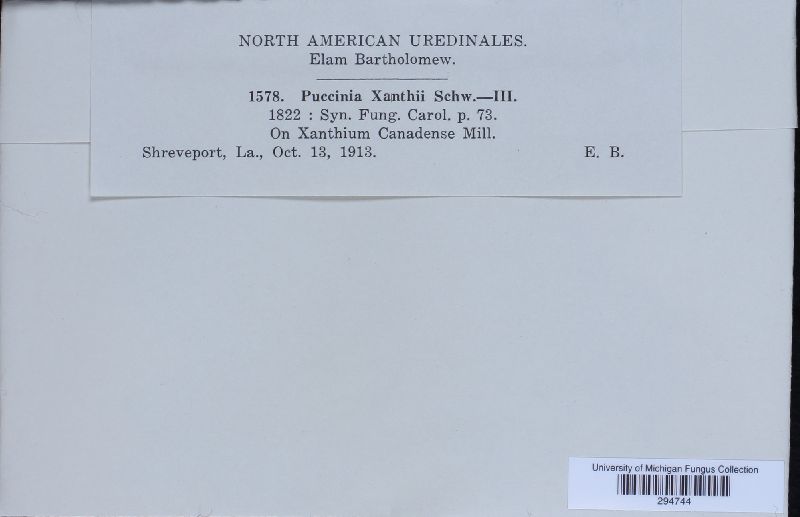 NORTH AMERICAN UREDINALES.
Elam Bartholomew.
1578. Puccinia Xanthii Schw.—III.
1822 : Syn. Fung. Carol. p. 73.
On Xanthium Canadense Mill.
Shreveport, La., Oct. 13, 1913. E. B.
University of Michigan Fungus Collection
294744